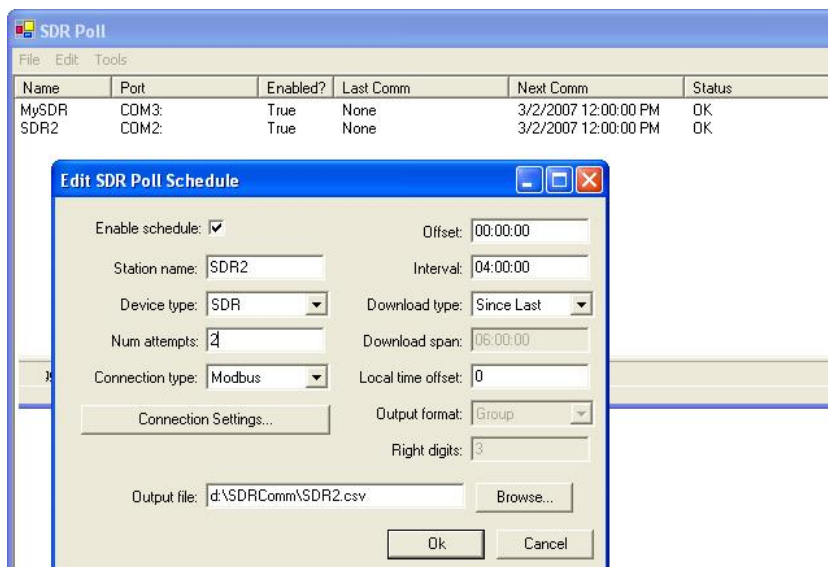 SDR Poll
File Edit Tools
Name Port Enabled? Last Comm Next Comm Status
MySDR COM3: True None 3/2/2007 12:00:00 PM OK
SDR2 COM2: True None 3/2/2007 12:00:00 PM OK
Edit SDR Poll Schedule
Enable schedule:
Offset: 00:00:00
Station name: SDR2
Interval: 04:00:00
Device type: SDR
Download type: Since Last
Num attempts: 2
Download span: 06:00:00
Connection type: Modbus
Local time offset: 0
Connection Settings...
Output format: Group
Right digits: 3
Output file: d:\SDRComm\SDR2.csv
Browse...
Ok Cancel